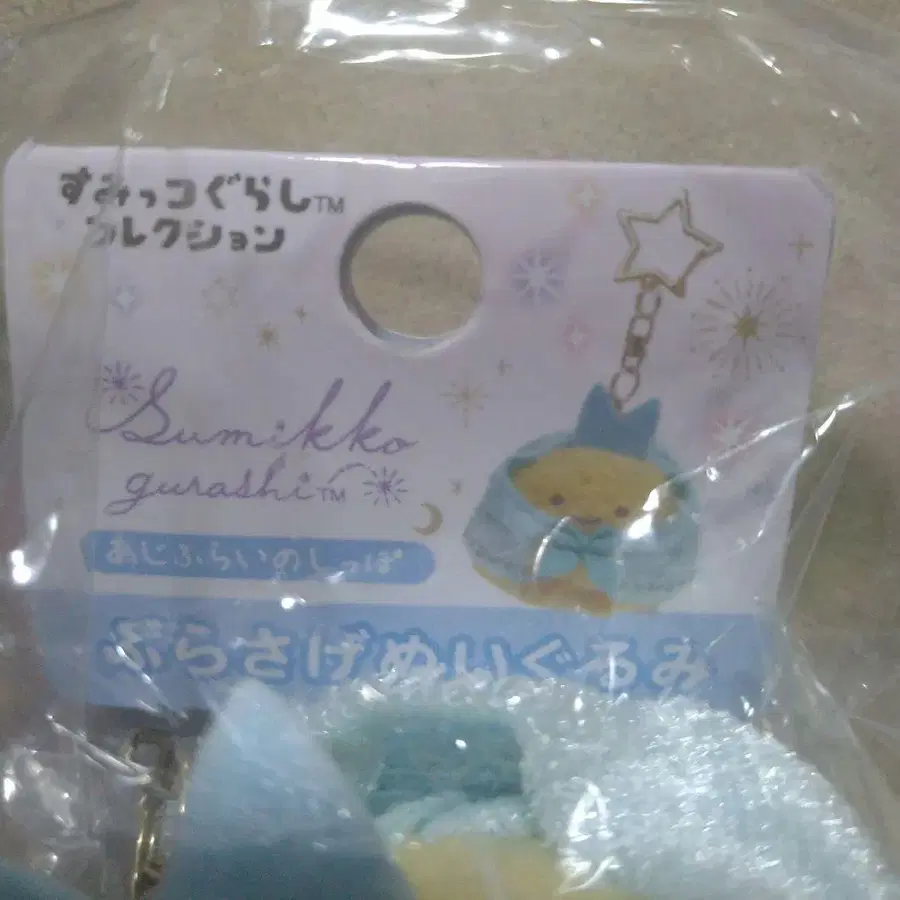 すみっコぐらし™
コレクション
Sumikko
gurashi™
あじふらいのしっぽ
ぶらさげぬいぐるみ